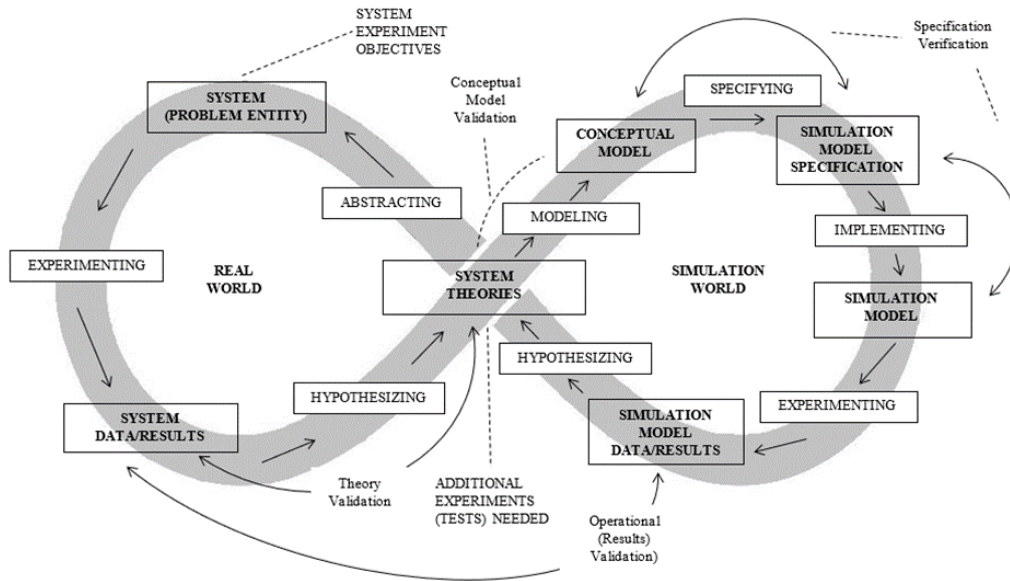 SYSTEM
EXPERIMENT
OBJECTIVES
Specification
Verification
Conceptual
Model
Validation
SYSTEM
(PROBLEM ENTITY)
SPECIFYING
CONCEPTUAL
MODEL
SIMULATION
MODEL
SPECIFICATION
ABSTRACTING
MODELING
IMPLEMENTING
EXPERIMENTING
REAL
WORLD
SYSTEM
THEORIES
SIMULATION
WORLD
SIMULATION
MODEL
HYPOTHESIZING
HYPOTHESIZING
EXPERIMENTING
SYSTEM
DATA/RESULTS
SIMULATION
MODEL
DATA/RESULTS
Theory
Validation
ADDITIONAL
EXPERIMENTS
(TESTS) NEEDED
Operational
(Results)
Validation)